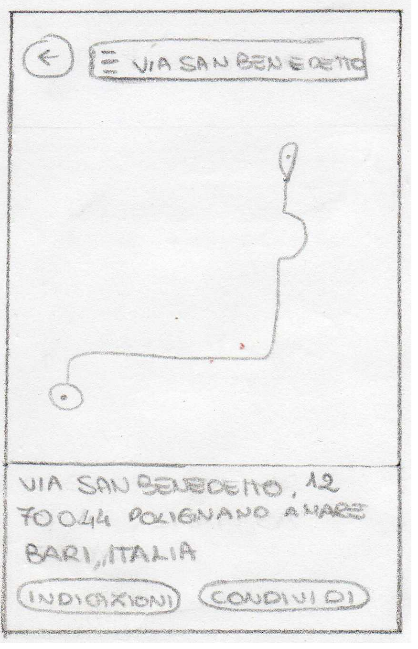 VIA SAN BENEDETTO
VIA SAN BENEDETTO, 12
70044 POLIGNANO A MARE
BARI, ITALIA
INDICAZIONI
CONDIVIDI